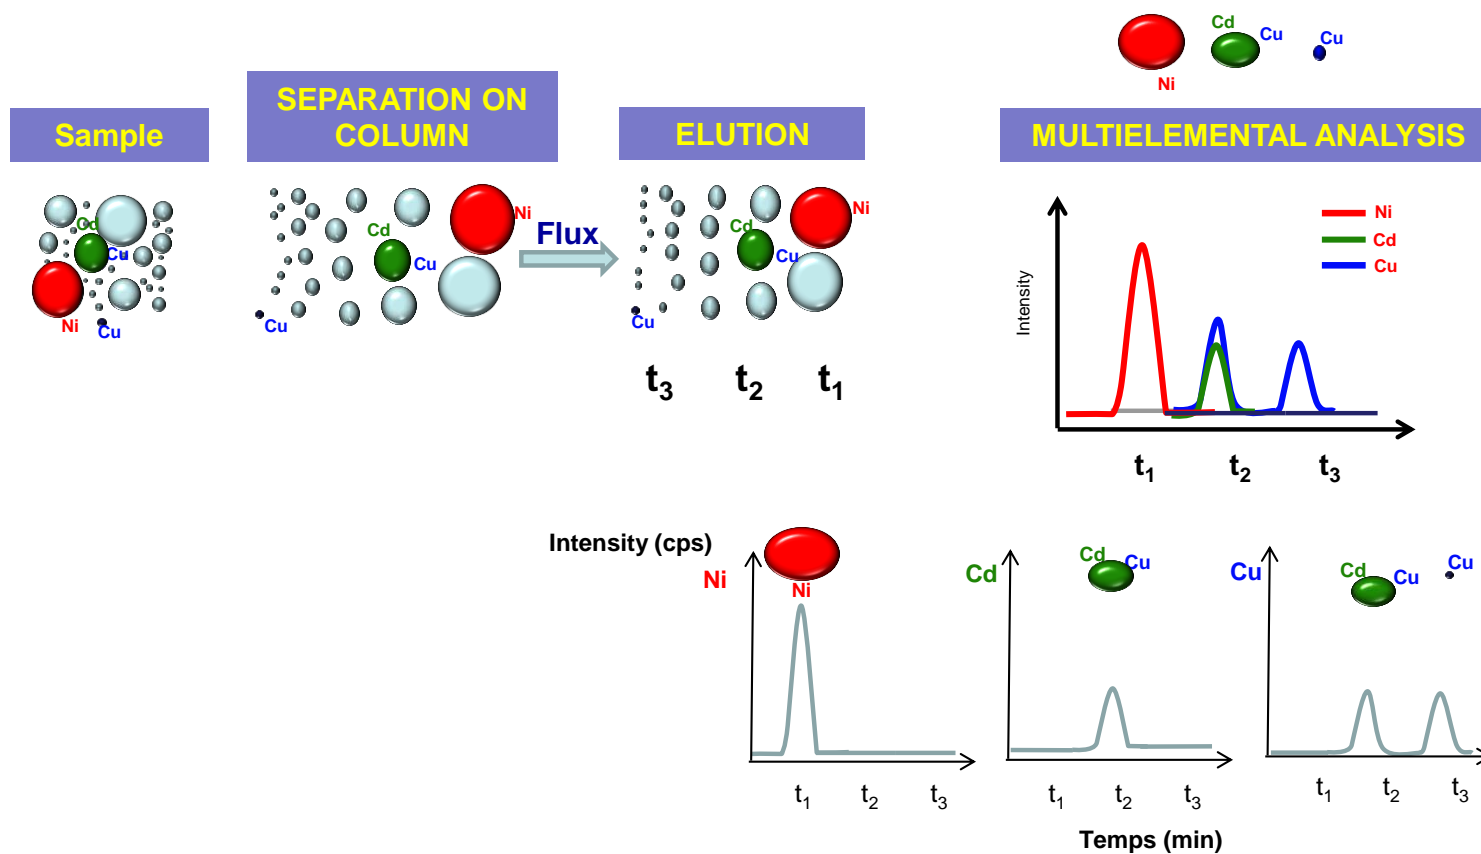 Cd
Cu
Cu
Ni
Sample
SEPARATION ON
COLUMN
ELUTION
MULTIELEMENTAL ANALYSIS
Cd
Cu
Ni
Cu
Cd
Cu
Ni
Cu
Flux
Cd
Cu
Ni
Cu
t3
t2
t1
Intensity
Ni
Cd
Cu
t1
t2
t3
Intensity (cps)
Ni
Ni
t1
t2
t3
Cd
Cd
Cu
t1
t2
t3
Cu
Cd
Cu
Cu
t1
t2
t3
Temps (min)